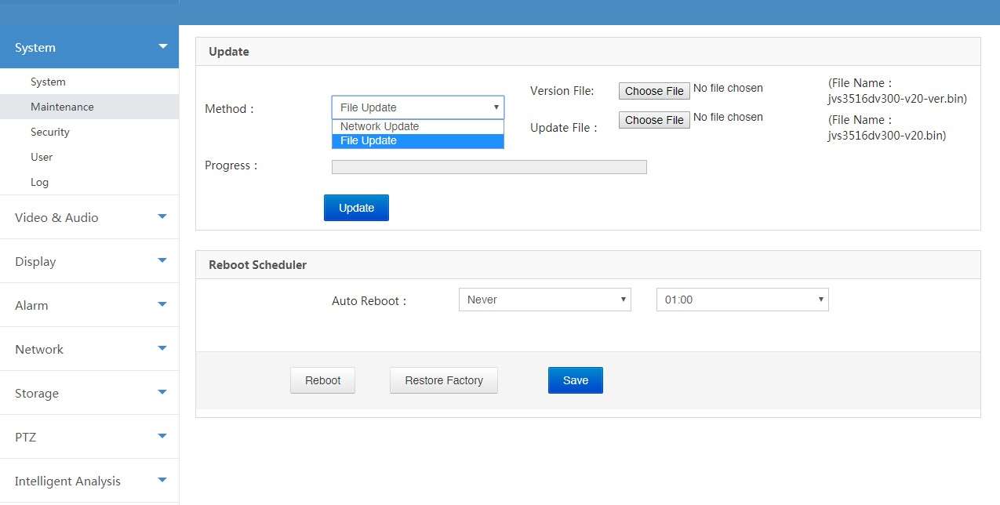 System
System
Maintenance
Security
User
Log
Video & Audio
Display
Alarm
Network
Storage
PTZ
Intelligent Analysis
Update
Method :
File Update
Network Update
File Update
Version File:
Choose File No file chosen
(File Name :
jvs3516dv300-v20-ver.bin)
Update File :
Choose File No file chosen
(File Name :
jvs3516dv300-v20.bin)
Progress :
Update
Reboot Scheduler
Auto Reboot :
Never
01:00
Reboot
Restore Factory
Save